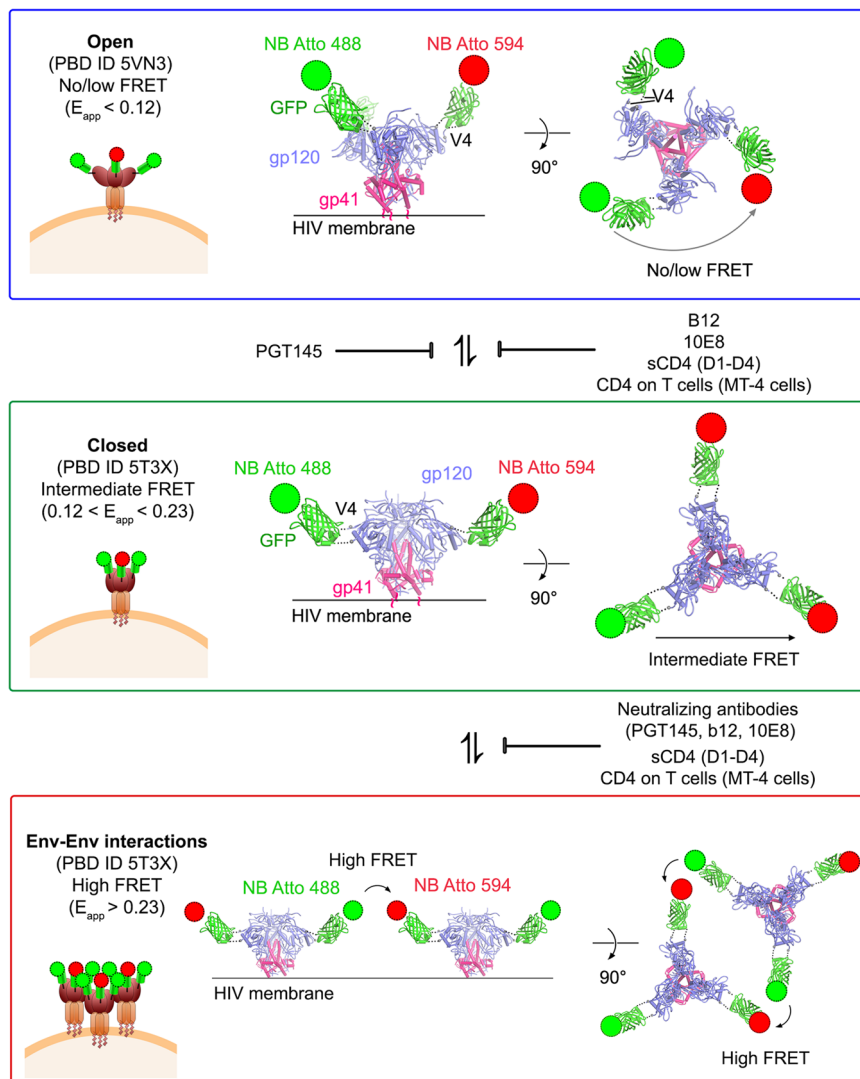 Open
(PBD ID 5VN3)
No/low FRET
(Eapp < 0.12)
NB Atto 488
NB Atto 594
GFP
V4
gp120
gp41
HIV membrane
90°
V4
No/low FRET
PGT145
B12
10E8
sCD4 (D1-D4)
CD4 on T cells (MT-4 cells)
Closed
(PBD ID 5T3X)
Intermediate FRET
(0.12 < Eapp < 0.23)
NB Atto 488
gp120
NB Atto 594
V4
GFP
gp41
HIV membrane
90°
Intermediate FRET
Neutralizing antibodies
(PGT145, b12, 10E8)
sCD4 (D1-D4)
CD4 on T cells (MT-4 cells)
Env-Env interactions
(PBD ID 5T3X)
High FRET
(Eapp > 0.23)
High FRET
NB Atto 488
NB Atto 594
HIV membrane
90°
High FRET